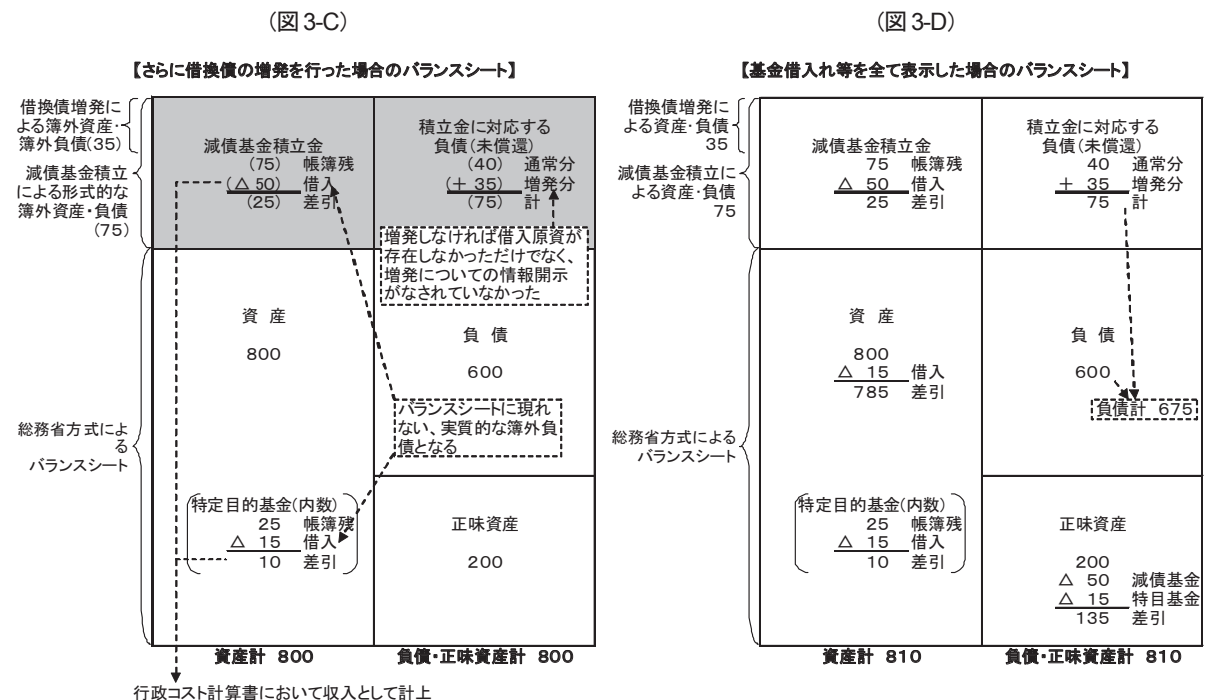 (図3-C)
【さらに借換債の増発を行った場合のバランスシート】
借換債増発に
よる簿外資産・
簿外負債(35)
減債基金積立
による形式的な
簿外資産・負債
(75)
減債基金積立金
(75) 帳簿残
(△ 50) 借入
(25) 差引
積立金に対応する
負債(未償還)
(40) 通常分
(+ 35) 増発分
(75) 計
増発しなければ借入原資が
存在しなかっただけでなく、
増発についての情報開示
がなされていなかった
資 産
800
負 債
600
バランスシートに現れ
ない、実質的な簿外負
債となる
総務省方式によ
る
バランスシート
特定目的基金(内数)
25 帳簿残
△ 15 借入
10 差引
正味資産
200
資産計 800
負債・正味資産計 800
行政コスト計算書において収入として計上
(図3-D)
【基金借入れ等を全て表示した場合のバランスシート】
借換債増発に
よる資産・負債
35
減債基金積立に
よる資産・負債
75
減債基金積立金
75 帳簿残
△ 50 借入
25 差引
積立金に対応する
負債(未償還)
40 通常分
+ 35 増発分
75 計
資 産
800
△ 15 借入
785 差引
負 債
600
負債計 675
総務省方式による
バランスシート
特定目的基金(内数)
25 帳簿残
△ 15 借入
10 差引
正味資産
200
△ 50 減債基金
△ 15 特目基金
135 差引
資産計 810
負債・正味資産計 810